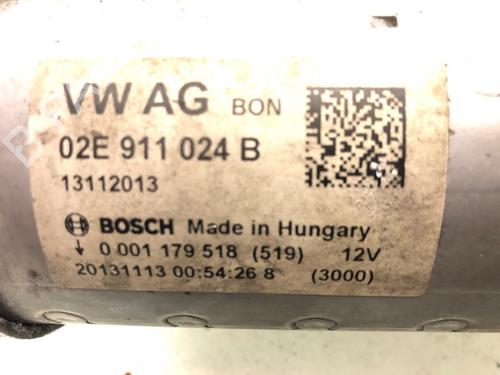 VW AG BON
02E 911 024 B
13112013
BOSCH Made in Hungary
0 001 179 518 (519) 12V
20131113 00:54:26 8 (3000)